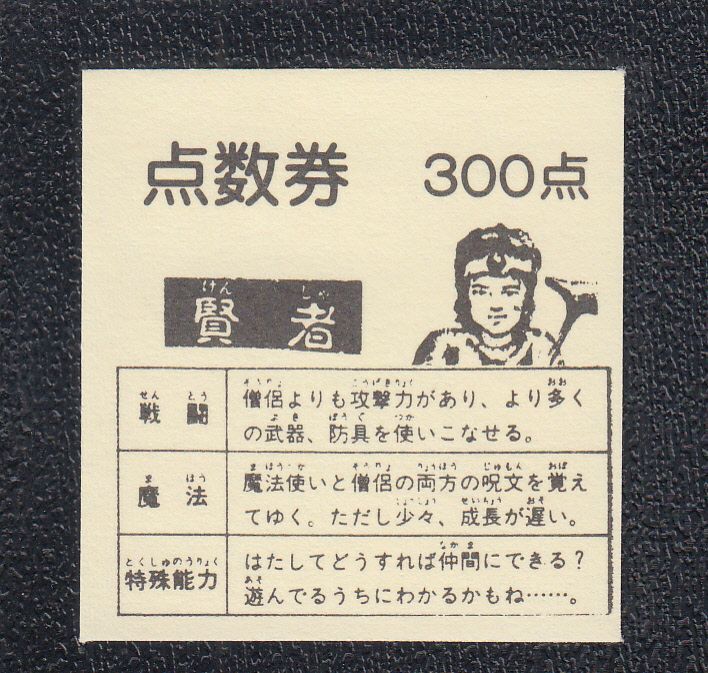 点数券 300点
賢者
戦闘 僧侶よりも攻撃力があり、より多く
の武器、防具を使いこなせる。
魔法 魔法使いと僧侶の両方の呪文を覚え
てゆく。ただし少々、成長が遅い。
特殊能力 はたしてどうすれば仲間にできる?
遊んでるうちにわかるかもね……。